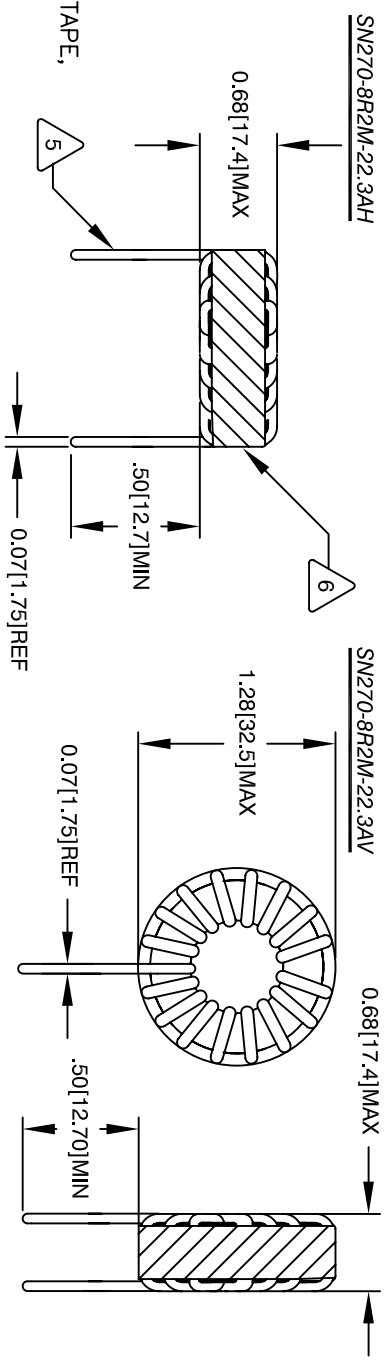 SN270-8R2M-22.3AH
0.68[17.4]MAX
TAPE,
5
6
.50[12.7]MIN
0.07[1.75]REF
SN270-8R2M-22.3AV
1.28[32.5]MAX
0.07[1.75]REF
0.68[17.4]MAX
.50[12.70]MIN